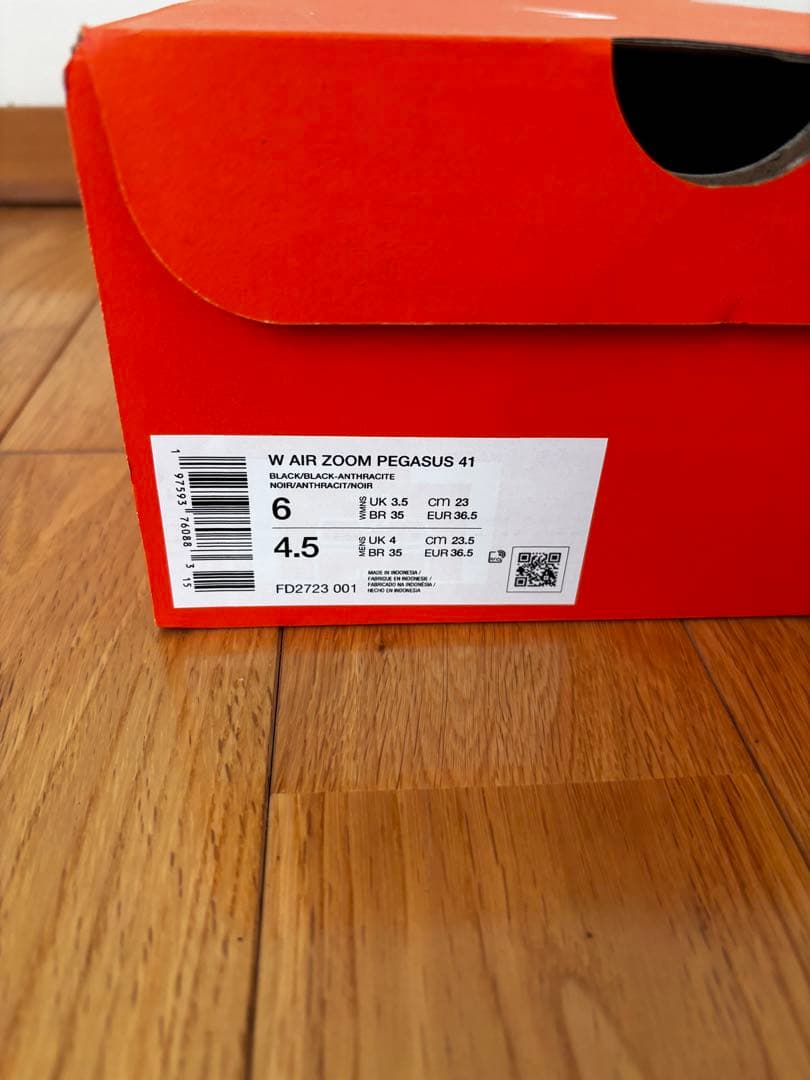 W AIR ZOOM PEGASUS 41
BLACK/BLACK-ANTHRACITE
NOIR/ANTHRACIT/NOIR
6 WMNS UK 3.5 cm 23
BR 35 EUR 36.5
4.5 MENS UK 4 cm 23.5
BR 35 EUR 36.5
FD2723 001
MADE IN INDONESIA /
FABRIQUE EN INDONESIE /
FABRICADO NA INDONÉSIA /
HECHO EN INDONESIA
1 97593 76088 3 15